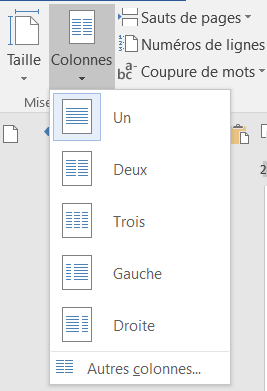 Taille
Colonnes
Sauts de pages
Numéros de lignes
Coupure de mots
Mise
Un
Deux
Trois
Gauche
Droite
Autres colonnes...